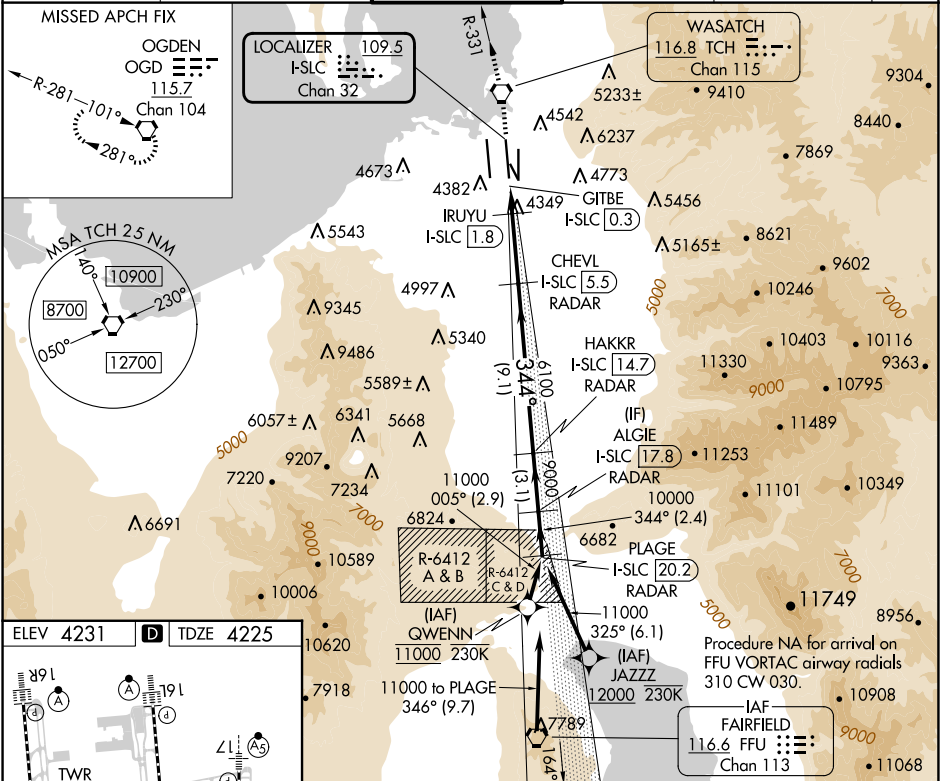 MISSED APCH FIX
OGDEN
OGD
115.7
Chan 104
R-281
101°
281°
LOCALIZER 109.5
I-SLC
Chan 32
R-331
WASATCH
116.8 TCH
Chan 115
5233±
9410
9304
4542
6237
8440
7869
4673
4382
4773
4349
GITBE
I-SLC 0.3
5456
IRUYU
I-SLC 1.8
5543
5165±
8621
MSA TCH 25 NM
140°
10900
8700
230°
050°
12700
CHEVL
I-SLC 5.5
RADAR
9602
4997
5000
10246
7000
9345
5340
HAKKR
I-SLC 14.7
RADAR
10403
10116
9486
344°
(9.1)
6100
11330
9363
5589±
9000
10795
6057±
6341
5668
(IF)
ALGIE
I-SLC 17.8
RADAR
11489
5000
9207
11253
7220
7234
(3.1)
9000
11000
005° (2.9)
10000
344° (2.4)
11101
10349
7000
6691
6824
6682
9000
R-6412
A & B
R-6412
C & D
PLAGE
I-SLC 20.2
RADAR
10589
7000
10006
(IAF)
QWENN
11000 230K
11000
325° (6.1)
5000
11749
8956
ELEV 4231
D
TDZE 4225
10620
(IAF)
JAZZZ
12000 230K
Procedure NA for arrival on
FFU VORTAC airway radials
310 CW 030.
16R
A
A
16L
P
P
7918
11000 to PLAGE
346° (9.7)
10908
IAF
FAIRFIELD
116.6 FFU
Chan 113
9000
17
A5
7789
164°
TWR
P
11068